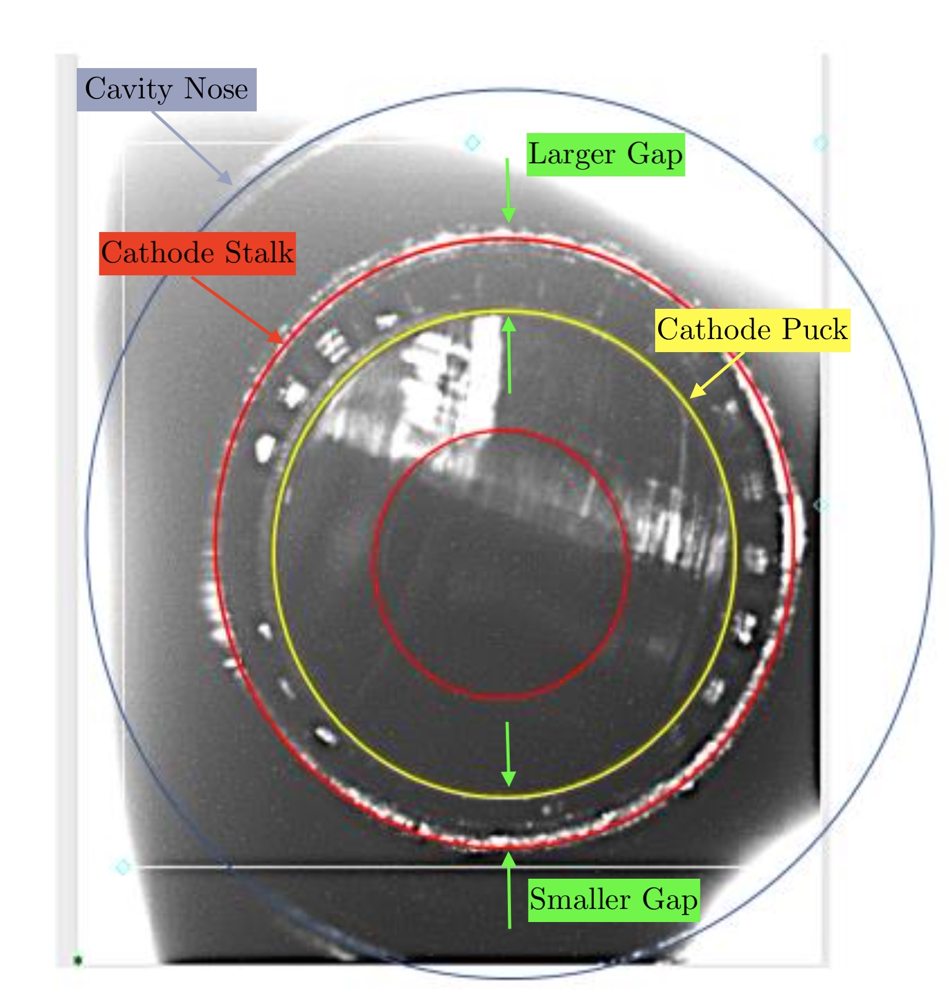 Cavity Nose
Larger Gap
Cathode Stalk
Cathode Puck
Smaller Gap